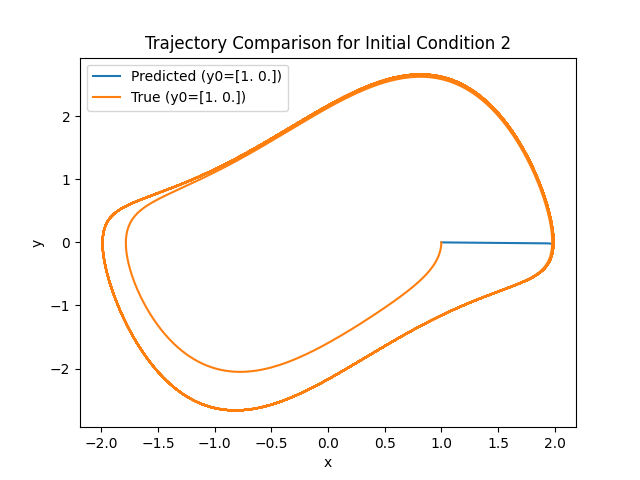 Trajectory Comparison for Initial Condition 2
Predicted (y0=[1. 0.])
True (y0=[1. 0.])
2
1
0
−1
−2
y
−2.0 −1.5 −1.0 −0.5 0.0 0.5 1.0 1.5 2.0
x